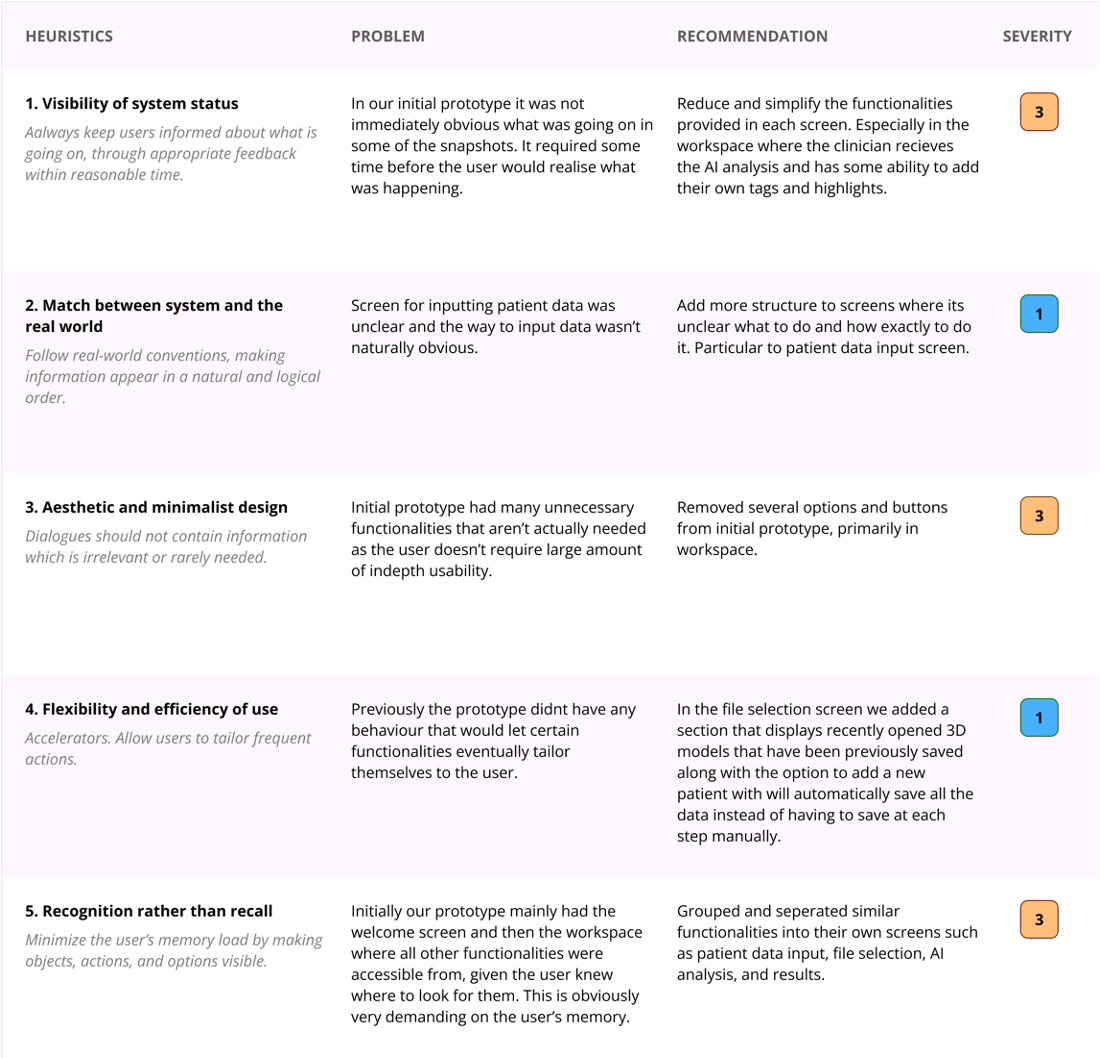 HEURISTICS
PROBLEM
RECOMMENDATION
SEVERITY
1. Visibility of system status
Aalways keep users informed about what is
going on, through appropriate feedback
within reasonable time.
In our initial prototype it was not
immediately obvious what was going on in
some of the snapshots. It required some
time before the user would realise what
was happening.
Reduce and simplify the functionalities
provided in each screen. Especially in the
workspace where the clinician recieves
the AI analysis and has some ability to add
their own tags and highlights.
3
2. Match between system and the
real world
Follow real-world conventions, making
information appear in a natural and logical
order.
Screen for inputting patient data was
unclear and the way to input data wasn't
naturally obvious.
Add more structure to screens where its
unclear what to do and how exactly to do
it. Particular to patient data input screen.
1
3. Aesthetic and minimalist design
Dialogues should not contain information
which is irrelevant or rarely needed.
Initial prototype had many unnecessary
functionalities that aren't actually needed
as the user doesn't require large amount
of indepth usability.
Removed several options and buttons
from initial prototype, primarily in
workspace.
3
4. Flexibility and efficiency of use
Accelerators. Allow users to tailor frequent
actions.
Previously the prototype didnt have any
behaviour that would let certain
functionalities eventually tailor
themselves to the user.
In the file selection screen we added a
section that displays recently opened 3D
models that have been previously saved
along with the option to add a new
patient with will automatically save all the
data instead of having to save at each
step manually.
1
5. Recognition rather than recall
Minimize the user's memory load by making
objects, actions, and options visible.
Initially our prototype mainly had the
welcome screen and then the workspace
where all other functionalities were
accessible from, given the user knew
where to look for them. This is obviously
very demanding on the user's memory.
Grouped and seperated similar
functionalities into their own screens such
as patient data input, file selection, AI
analysis, and results.
3